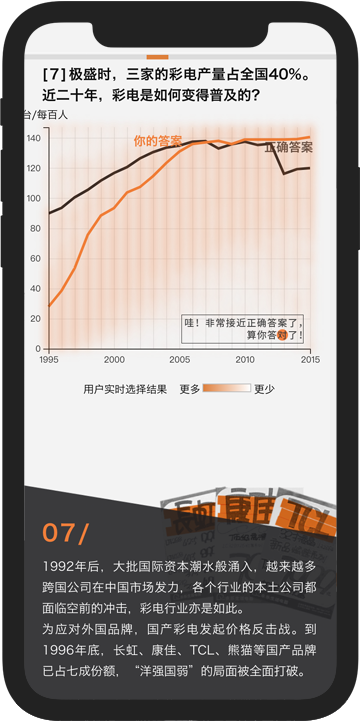 [7]极盛时，三家的彩电产量占全国40%。
近二十年，彩电是如何变得普及的？
台/每百人
140
120
100
80
60
40
20
0
你的答案
正确答案
哇！非常接近正确答案了，
算你答对了！
1995
2000
2005
2010
2015
用户实时选择结果 更多 更少
长虹
康佳
TCL
07/
1992年后，大批国际资本潮水般涌入，越来越多
跨国公司在中国市场发力，各个行业的本土公司都
面临空前的冲击，彩电行业亦是如此。
为应对外国品牌，国产彩电发起价格反击战。到
1996年底，长虹、康佳、TCL、熊猫等国产品牌
已占七成份额，“洋强国弱”的局面被全面打破。